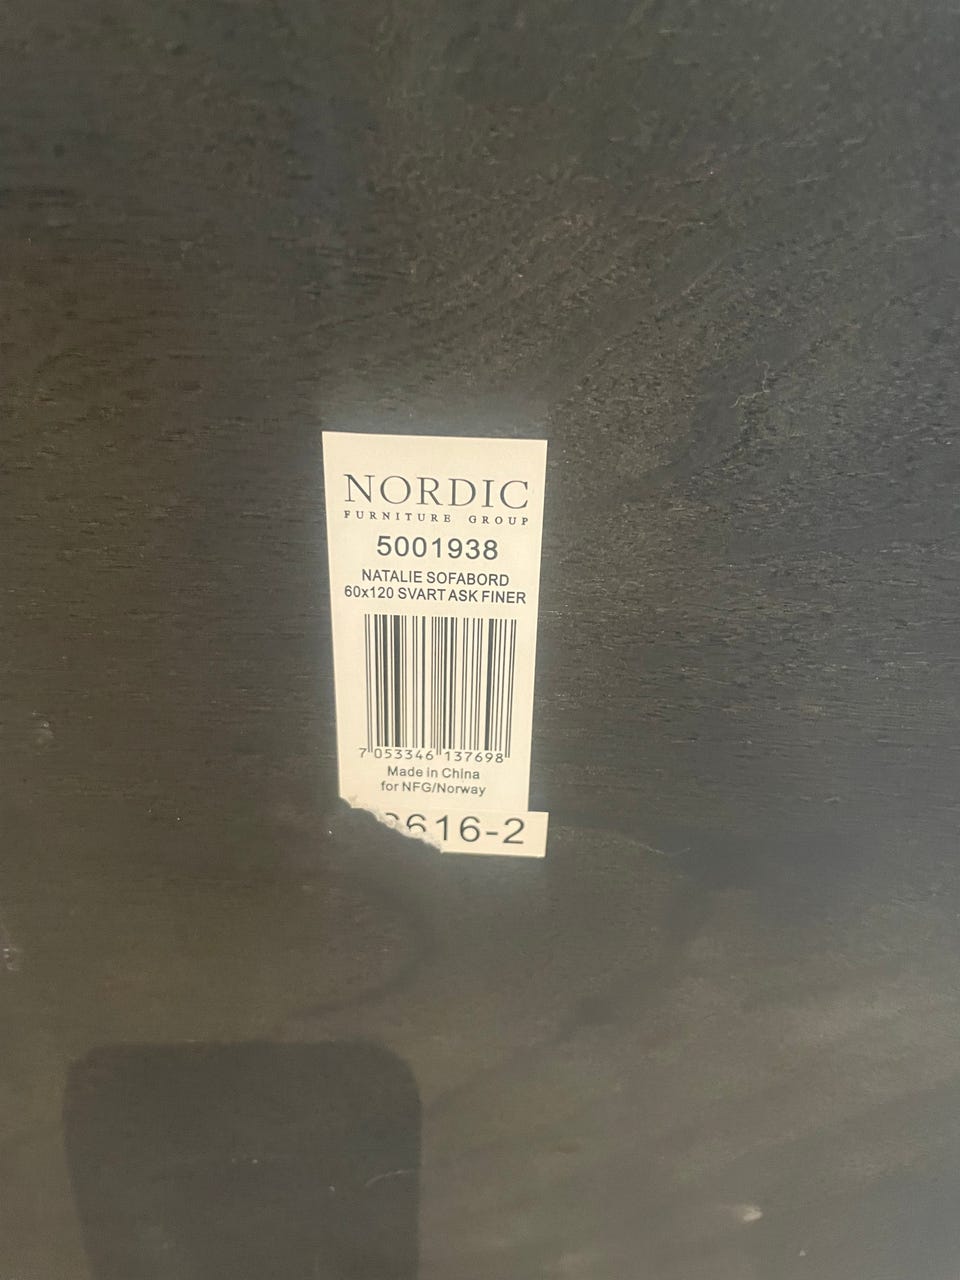 NORDIC
FURNITURE GROUP
5001938
NATALIE SOFABORD
60x120 SVART ASK FINER
7 053346 137698
Made in China
for NFG/Norway
616-2